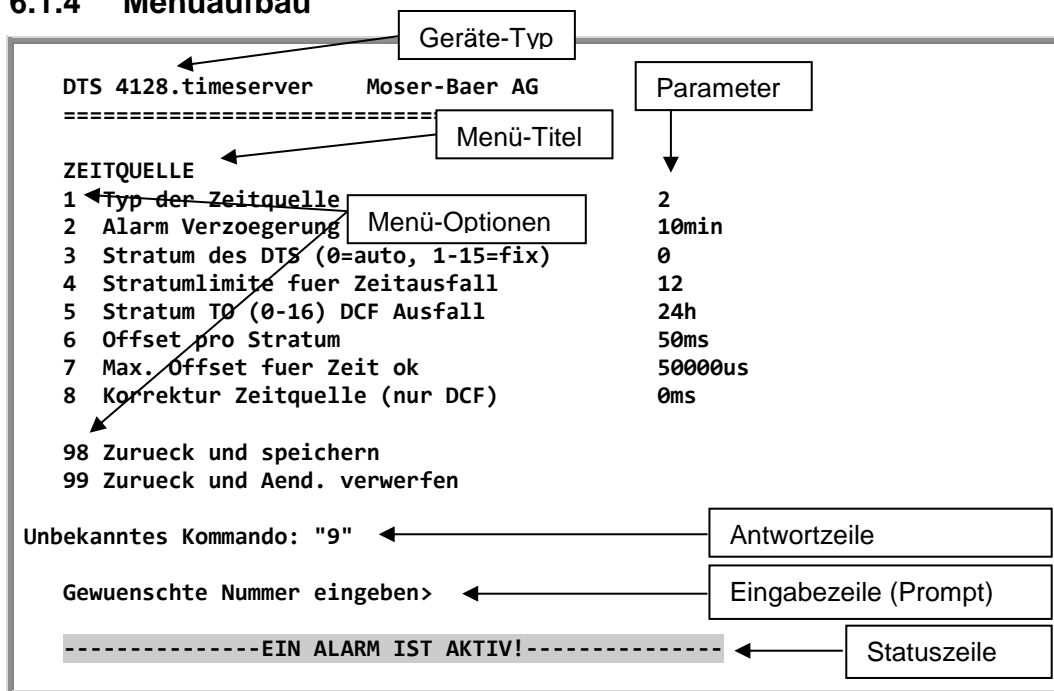 6.1.4 Menüaufbau
Geräte-Typ
DTS 4128.timeserver Moser-Baer AG
Parameter
=============================
Menü-Titel
ZEITQUELLE
1 Typ der Zeitquelle 2
Menü-Optionen
2 Alarm Verzoegerung 10min
3 Stratum des DTS (0=auto, 1-15=fix) 0
4 Stratumlimite fuer Zeitausfall 12
5 Stratum TO (0-16) DCF Ausfall 24h
6 Offset pro Stratum 50ms
7 Max. Offset fuer Zeit ok 50000us
8 Korrektur Zeitquelle (nur DCF) 0ms
98 Zurueck und speichern
99 Zurueck und Aend. verwerfen
Unbekanntes Kommando: "9"
Antwortzeile
Gewuenschte Nummer eingeben>
Eingabezeile (Prompt)
---------------EIN ALARM IST AKTIV!---------------
Statuszeile